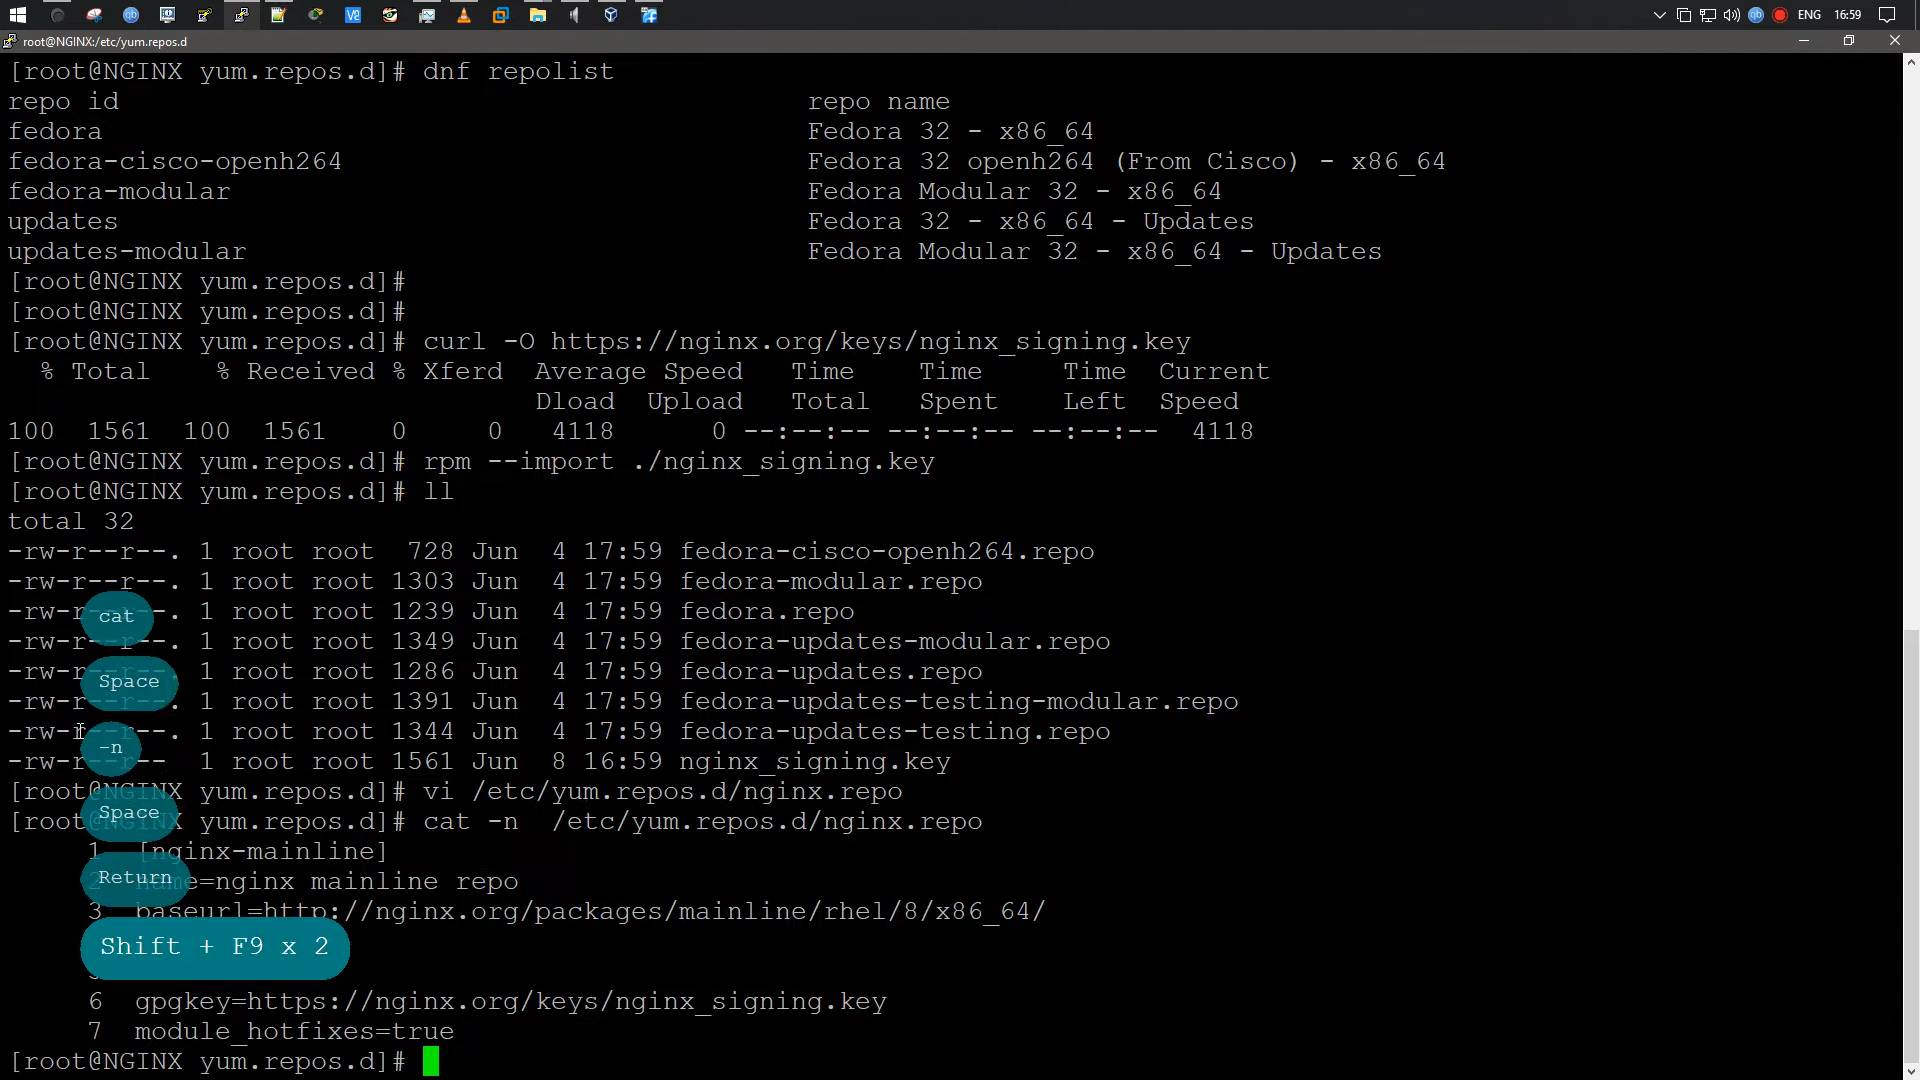 ENG 16:59
root@NGINX:/etc/yum.repos.d
[root@NGINX yum.repos.d]# dnf repolist
repo id repo name
fedora Fedora 32 - x86_64
fedora-cisco-openh264 Fedora 32 openh264 (From Cisco) - x86_64
fedora-modular Fedora Modular 32 - x86_64
updates Fedora 32 - x86_64 - Updates
updates-modular Fedora Modular 32 - x86_64 - Updates
[root@NGINX yum.repos.d]#
[root@NGINX yum.repos.d]#
[root@NGINX yum.repos.d]# curl -O https://nginx.org/keys/nginx_signing.key
% Total % Received % Xferd Average Speed Time Time Time Current
Dload Upload Total Spent Left Speed
100 1561 100 1561 0 0 4118 0 --:--:-- --:--:-- --:--:-- 4118
[root@NGINX yum.repos.d]# rpm --import ./nginx_signing.key
[root@NGINX yum.repos.d]# ll
total 32
-rw-r--r--. 1 root root 728 Jun 4 17:59 fedora-cisco-openh264.repo
-rw-r--r--. 1 root root 1303 Jun 4 17:59 fedora-modular.repo
-rw-r--r--. 1 root root 1239 Jun 4 17:59 fedora.repo
-rw-r--r--. 1 root root 1349 Jun 4 17:59 fedora-updates-modular.repo
-rw-r--r--. 1 root root 1286 Jun 4 17:59 fedora-updates.repo
-rw-r--r--. 1 root root 1391 Jun 4 17:59 fedora-updates-testing-modular.repo
-rw-r--r--. 1 root root 1344 Jun 4 17:59 fedora-updates-testing.repo
-rw-r--r-- 1 root root 1561 Jun 8 16:59 nginx_signing.key
[root@NGINX yum.repos.d]# vi /etc/yum.repos.d/nginx.repo
[root@NGINX yum.repos.d]# cat -n /etc/yum.repos.d/nginx.repo
1 [nginx-mainline]
2 name=nginx mainline repo
3 baseurl=http://nginx.org/packages/mainline/rhel/8/x86_64/
6 gpgkey=https://nginx.org/keys/nginx_signing.key
7 module_hotfixes=true
[root@NGINX yum.repos.d]#
cat
Space
-n
Space
Return
Shift + F9 x 2